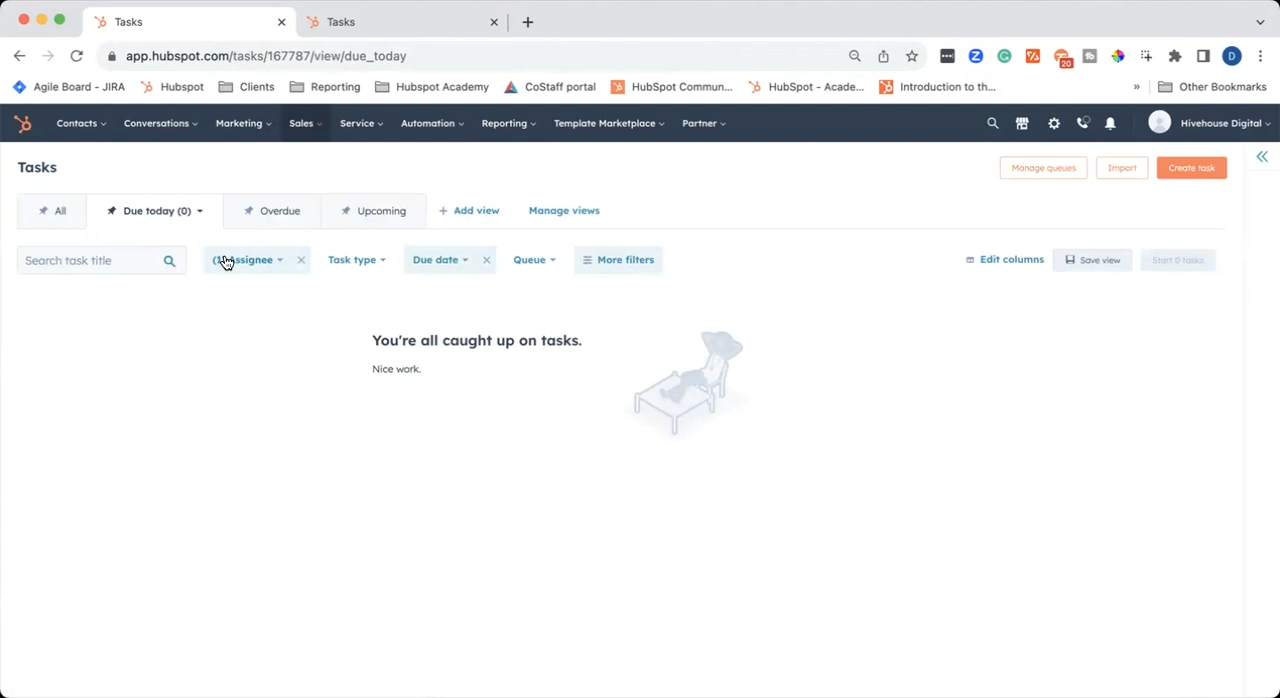 Tasks
Tasks
app.hubspot.com/tasks/167787/view/due_today
20
D
Agile Board - JIRA
Hubspot
Clients
Reporting
Hubspot Academy
CoStaff portal
HubSpot Commun...
HubSpot - Acade...
Introduction to th...
»
Other Bookmarks
Contacts
Conversations
Marketing
Sales
Service
Automation
Reporting
Template Marketplace
Partner
Hivehouse Digital
Tasks
Manage queues
Import
Create task
All
Due today (0)
Overdue
Upcoming
+ Add view
Manage views
Search task title
Assignee
Task type
Due date
Queue
More filters
Edit columns
Save view
Start 0 tasks
You're all caught up on tasks.
Nice work.